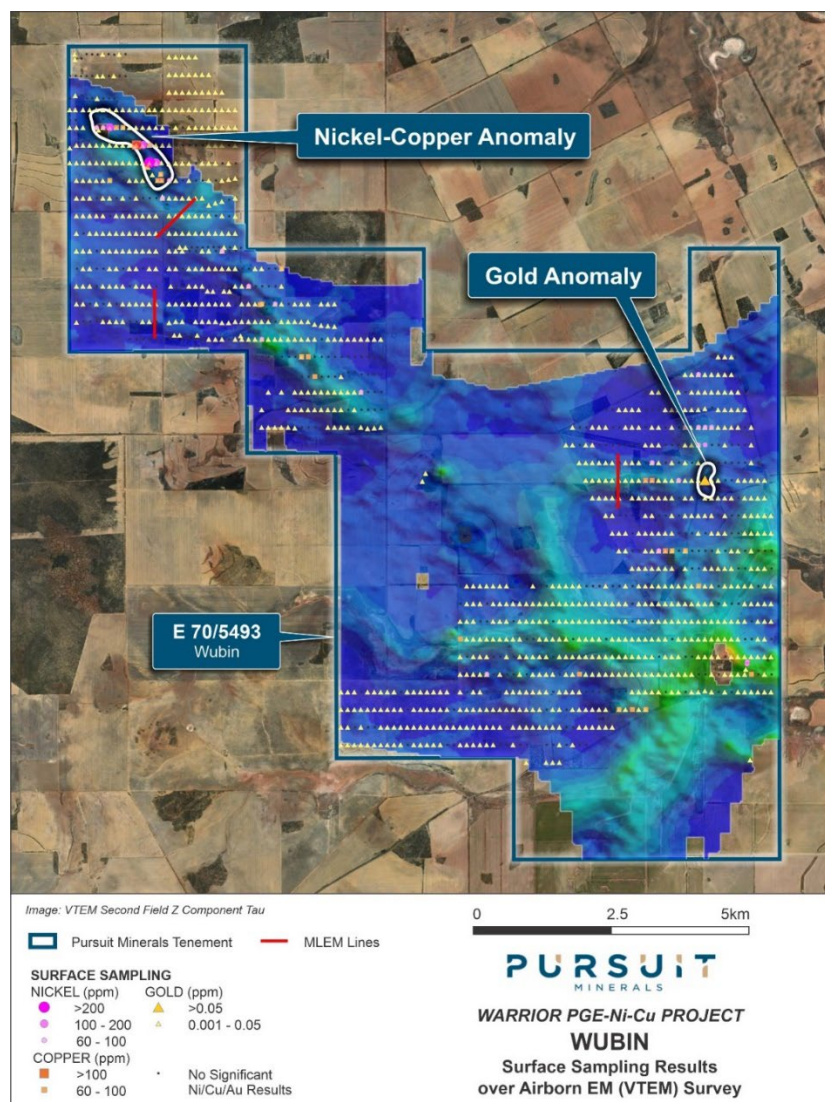 Nickel-Copper Anomaly
Gold Anomaly
E 70/5493
Wubin
Image: VTEM Second Field Z Component Tau
Pursuit Minerals Tenement
MLEM Lines
SURFACE SAMPLING
NICKEL (ppm)
>200
100 - 200
60 - 100
GOLD (ppm)
>0.05
0.001 - 0.05
COPPER (ppm)
>100
60 - 100
No Significant
Ni/Cu/Au Results
0 2.5 5km
PURSUIT
MINERALS
WARRIOR PGE-Ni-Cu PROJECT
WUBIN
Surface Sampling Results
over Airborn EM (VTEM) Survey